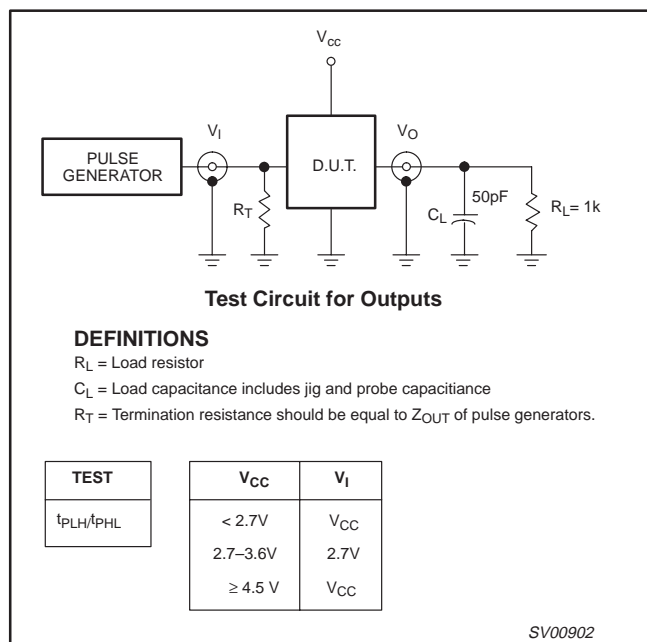 Vcc
VI
VO
PULSE
GENERATOR
D.U.T.
RT
50pF
CL
RL= 1k
Test Circuit for Outputs
DEFINITIONS
RL = Load resistor
CL = Load capacitance includes jig and probe capacitiance
RT = Termination resistance should be equal to ZOUT of pulse generators.
TEST
tPLH/tPHL
VCC VI
< 2.7V VCC
2.7–3.6V 2.7V
≥ 4.5 V VCC
SV00902